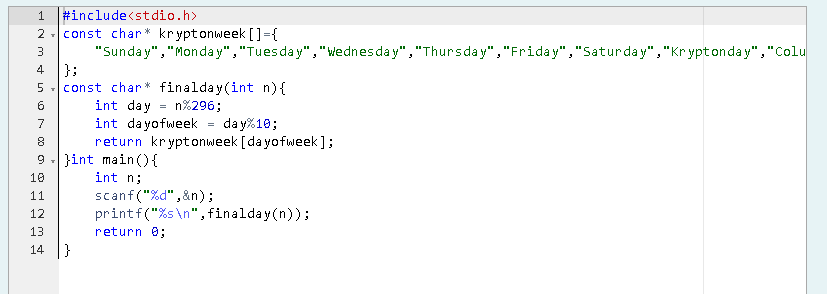 1 #include<stdio.h>
2 const char* kryptonweek[]={
3 "Sunday","Monday","Tuesday","Wednesday","Thursday","Friday","Saturday","Kryptonday","Colu
4 };
5 const char* finalday(int n){
6 int day = n%296;
7 int dayofweek = day%10;
8 return kryptonweek[dayofweek];
9 }int main(){
10 int n;
11 scanf("%d",&n);
12 printf("%s\n",finalday(n));
13 return 0;
14 }